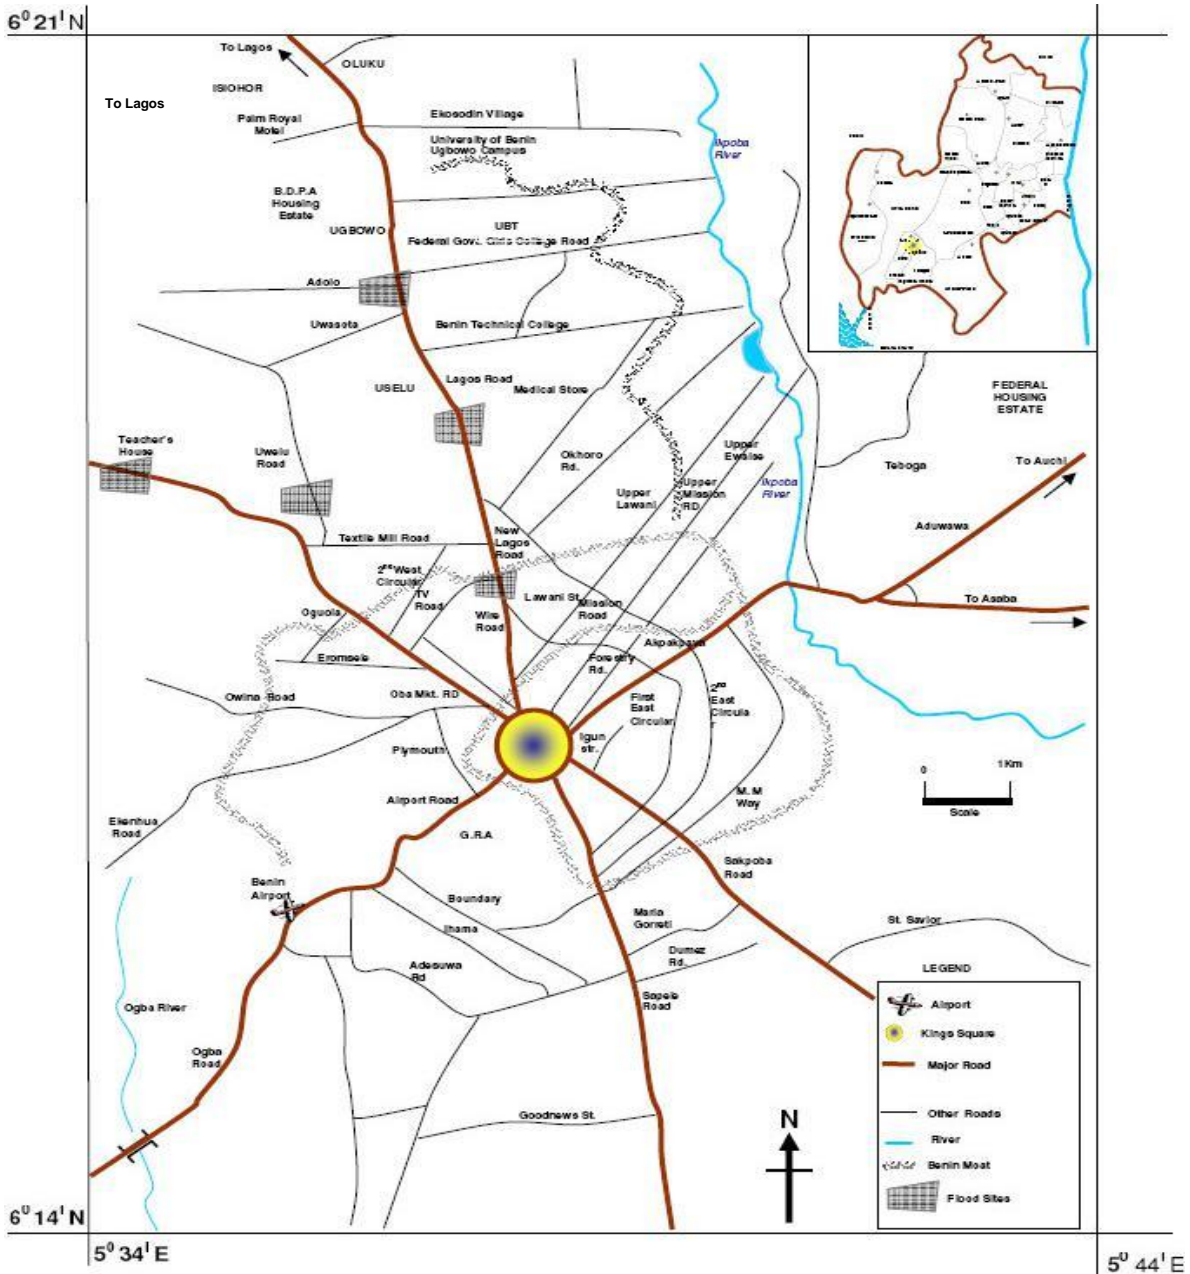 6⁰ 21ᴵ N
To Lagos
OLUKU
ISIOHOR
To Lagos
Palm Royal
Motel
Ekosodin Village
University of Benin
Ugbowo Campus
Ikpoba
River
B.D.P.A
Housing
Estate
UGBOWO
UBT
Federal Govt. Girls College Road
Adolo
Uwasota
Benin Technical College
USELU
Lagos Road
Medical Store
FEDERAL
HOUSING
ESTATE
Teacher's
House
Uwelu
Road
Okhoro
Rd.
Upper
Ewaise
Upper
Lawani
Upper
Mission
RD
Ikpoba
River
Teboga
To Auchi
Aduwawa
New
Lagos
Road
Textile Mill Road
2ⁿᵈ West
Circular
TV
Road
Lawani St.
Mission
Road
To Asaba
Oguola
Wire
Road
Akpakpava
Eromsele
Forestry
Rd.
Owina Road
Oba Mkt. RD
First
East
Circular
2ⁿᵈ
East
Circula
r
Igun
str.
Plymouth
0 1Km
Scale
Airport Road
M.M
Way
Ekenhua
Road
G.R.A
Sakpoba
Road
Benin
Airport
Boundary
Maria
Gorreti
St. Savior
Ihama
Dumez
Rd.
Adesuwa
Rd
Sapele
Road
Ogba River
Ogba
Road
Goodnews St.
N
LEGEND
Airport
Kings Square
Major Road
Other Roads
River
Benin Moat
Flood Sites
6⁰ 14ᴵ N
5⁰ 34ᴵ E
5⁰ 44ᴵ E